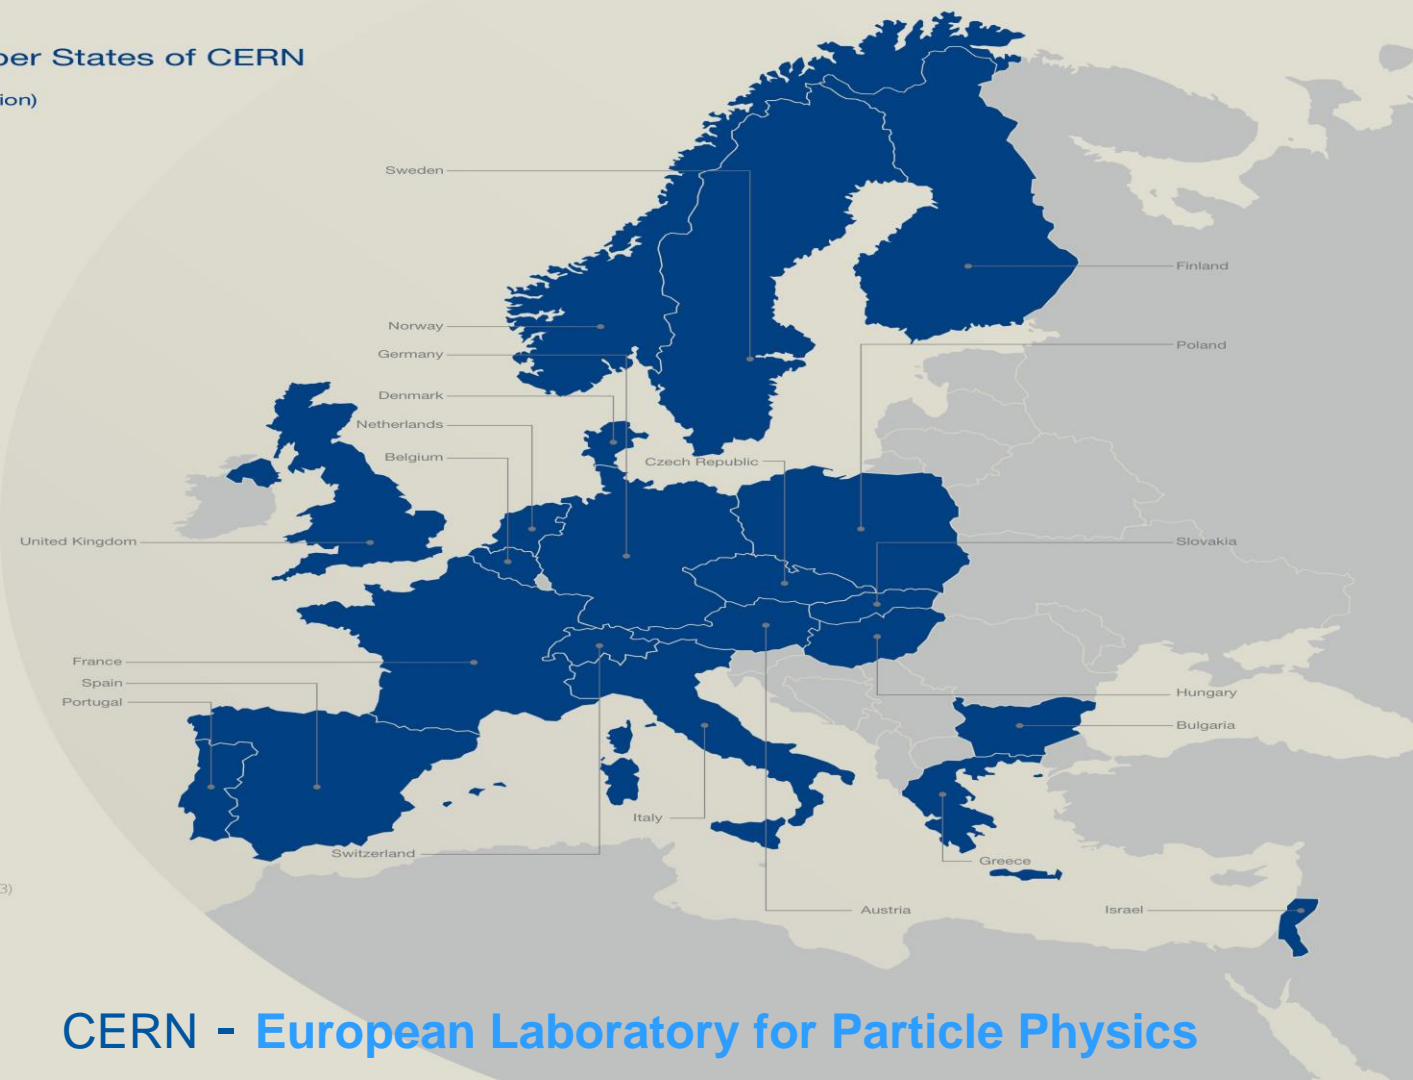 ber States of CERN
ion)
Sweden
Finland
Norway
Poland
Germany
Denmark
Netherlands
Belgium
Czech Republic
United Kingdom
Slovakia
France
Spain
Portugal
Hungary
Bulgaria
Italy
Switzerland
Greece
3)
Austria
Israel
CERN - European Laboratory for Particle Physics